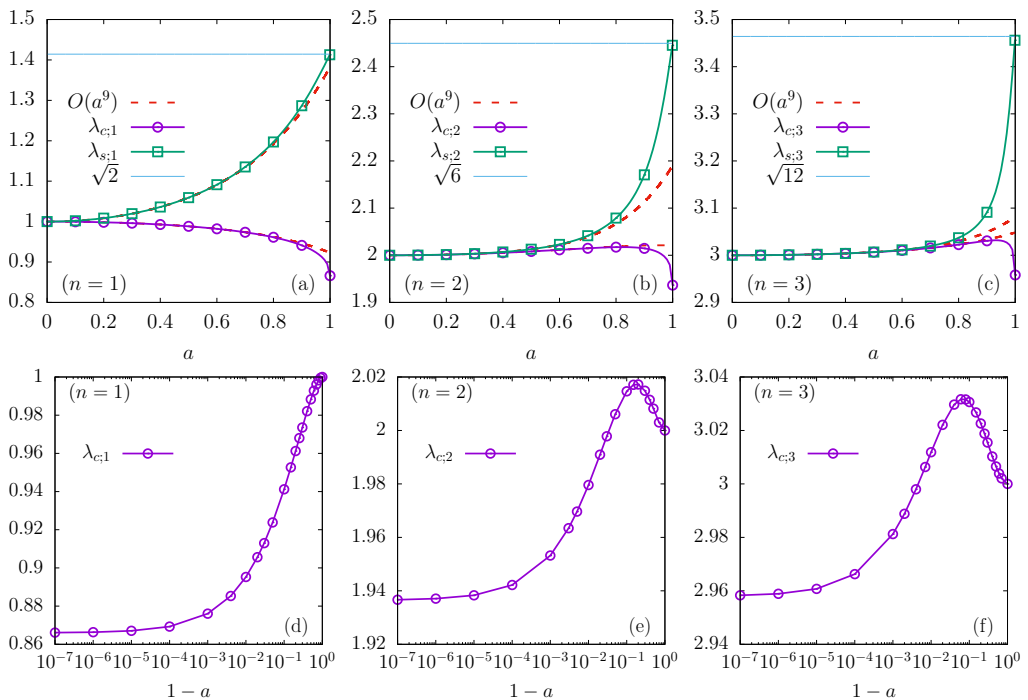 1.5
1.4
1.3
1.2
1.1
1
0.9
0.8
O(a⁹)
λ_{c;1}
λ_{s;1}
√2
(n = 1)
(a)
0 0.2 0.4 0.6 0.8 1
a
2.5
2.4
2.3
2.2
2.1
2
1.9
O(a⁹)
λ_{c;2}
λ_{s;2}
√6
(n = 2)
(b)
0 0.2 0.4 0.6 0.8 1
a
3.5
3.4
3.3
3.2
3.1
3
2.9
O(a⁹)
λ_{c;3}
λ_{s;3}
√12
(n = 3)
(c)
0 0.2 0.4 0.6 0.8 1
a
1
0.98
0.96
0.94
0.92
0.9
0.88
0.86
(n = 1)
λ_{c;1}
(d)
10⁻⁷ 10⁻⁶ 10⁻⁵ 10⁻⁴ 10⁻³ 10⁻² 10⁻¹ 10⁰
1 − a
2.02
2
1.98
1.96
1.94
1.92
(n = 2)
λ_{c;2}
(e)
10⁻⁷ 10⁻⁶ 10⁻⁵ 10⁻⁴ 10⁻³ 10⁻² 10⁻¹ 10⁰
1 − a
3.04
3.02
3
2.98
2.96
2.94
(n = 3)
λ_{c;3}
(f)
10⁻⁷ 10⁻⁶ 10⁻⁵ 10⁻⁴ 10⁻³ 10⁻² 10⁻¹ 10⁰
1 − a